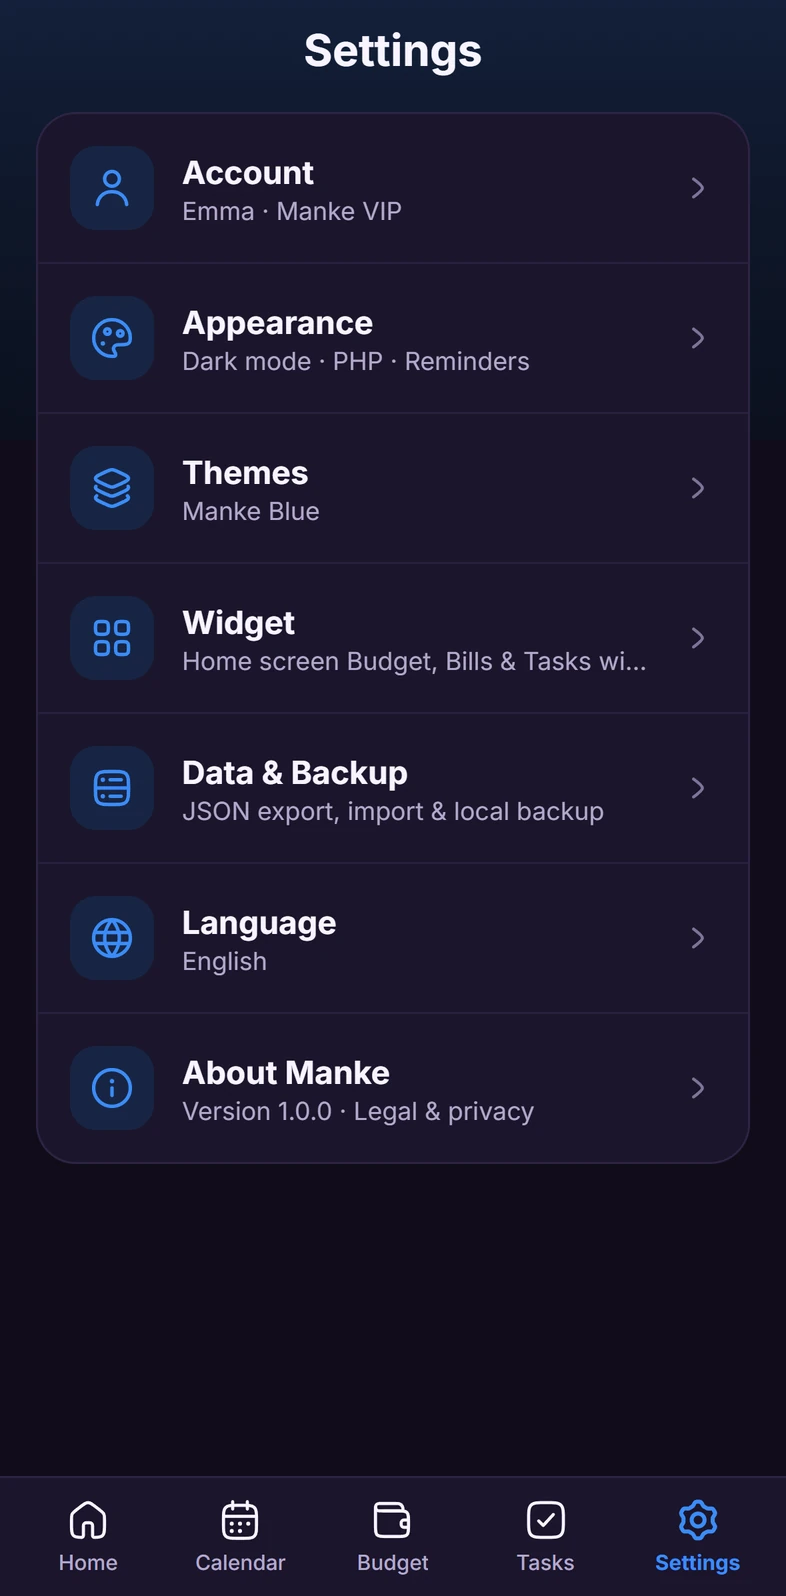 Settings
Account
Emma · Manke VIP
Appearance
Dark mode · PHP · Reminders
Themes
Manke Blue
Widget
Home screen Budget, Bills & Tasks wi...
Data & Backup
JSON export, import & local backup
Language
English
About Manke
Version 1.0.0 · Legal & privacy
Home
Calendar
Budget
Tasks
Settings